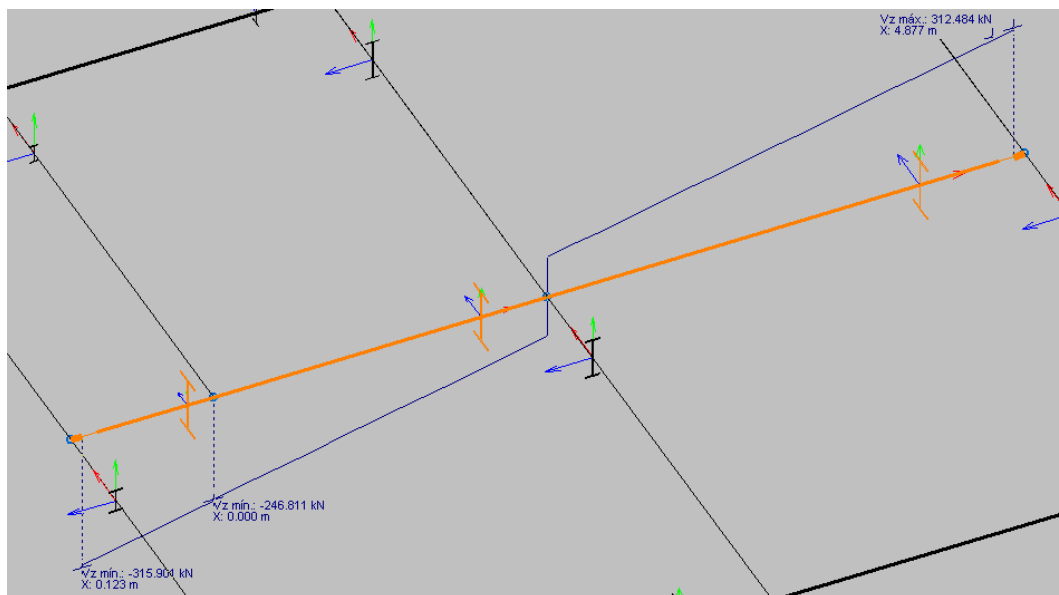 Vz máx.: 312.484 kN
X: 4.877 m
Vz mín.: -246.811 kN
X: 0.000 m
Vz mín.: -315.904 kN
X: 0.123 m